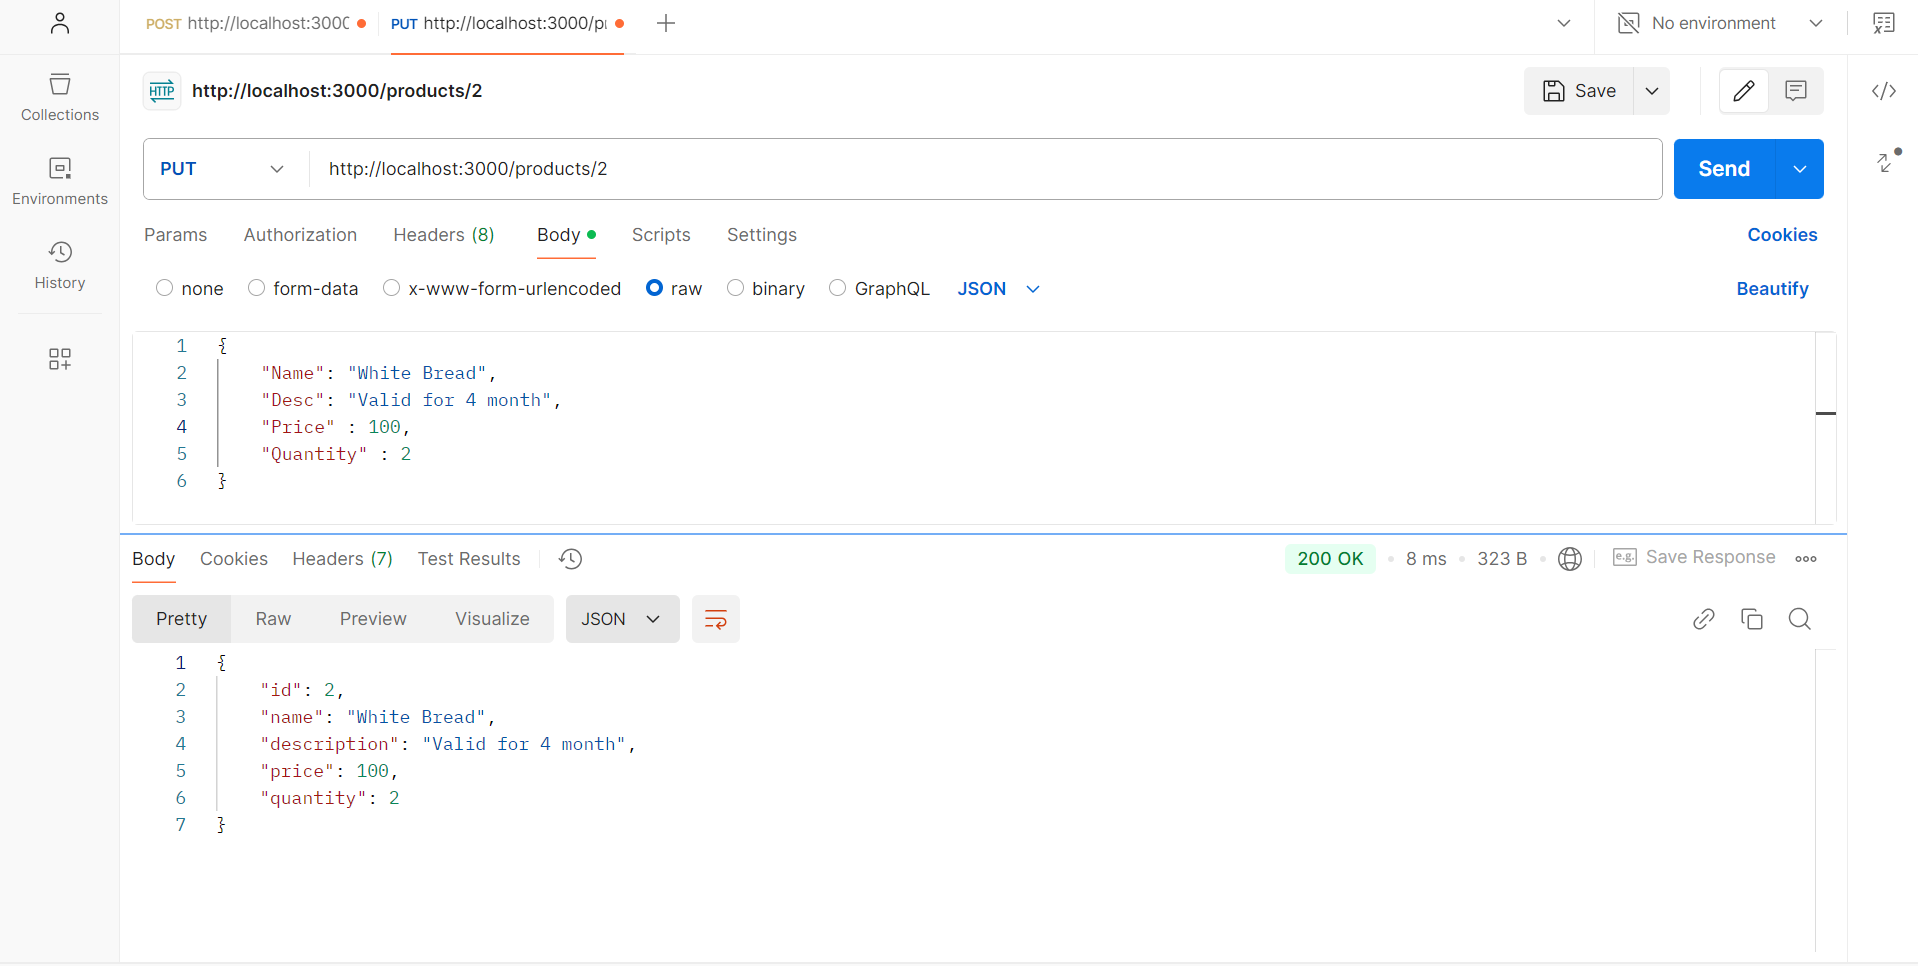 POST http://localhost:300
PUT http://localhost:3000/p
No environment
Collections
Environments
History
HTTP http://localhost:3000/products/2
Save
PUT http://localhost:3000/products/2
Send
Params Authorization Headers (8) Body Scripts Settings Cookies
none form-data x-www-form-urlencoded raw binary GraphQL JSON Beautify
1 {
2 "Name": "White Bread",
3 "Desc": "Valid for 4 month",
4 "Price" : 100,
5 "Quantity" : 2
6 }
Body Cookies Headers (7) Test Results 200 OK • 8 ms • 323 B • e.g. Save Response
Pretty Raw Preview Visualize JSON
1 {
2 "id": 2,
3 "name": "White Bread",
4 "description": "Valid for 4 month",
5 "price": 100,
6 "quantity": 2
7 }